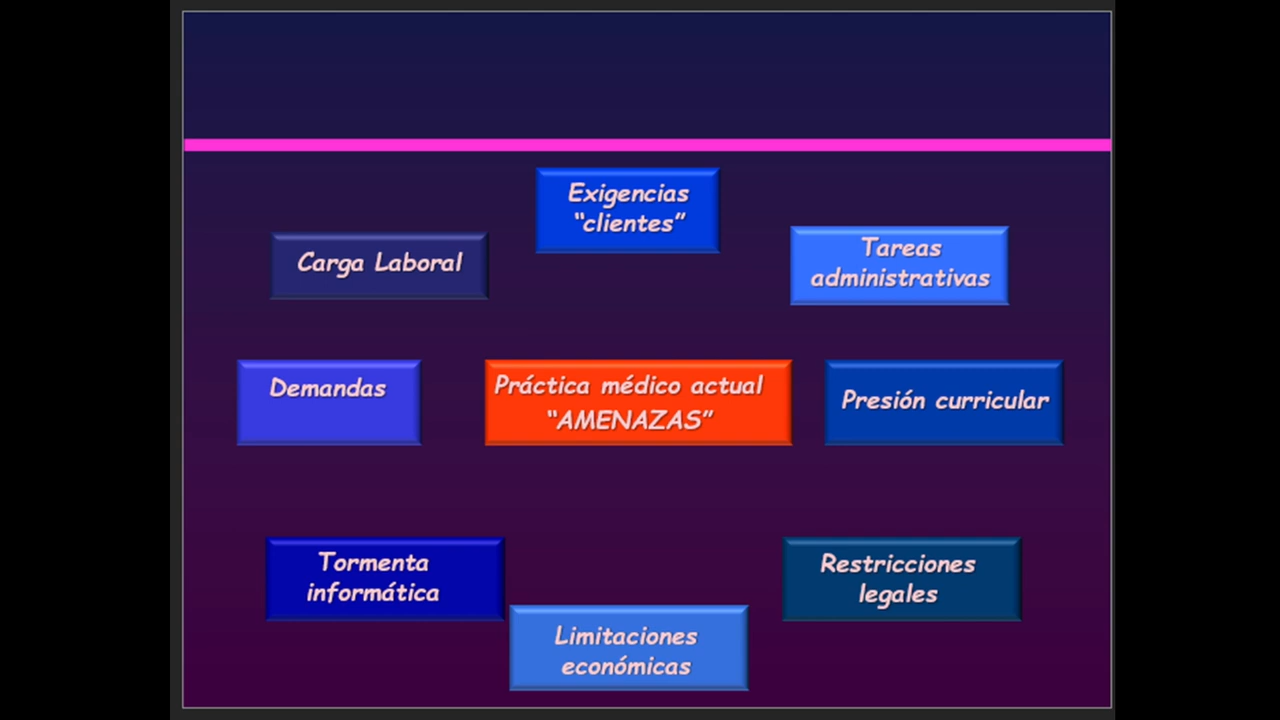 Exigencias
“clientes”
Carga Laboral
Tareas
administrativas
Demandas
Práctica médico actual
“AMENAZAS”
Presión curricular
Tormenta
informática
Restricciones
legales
Limitaciones
económicas